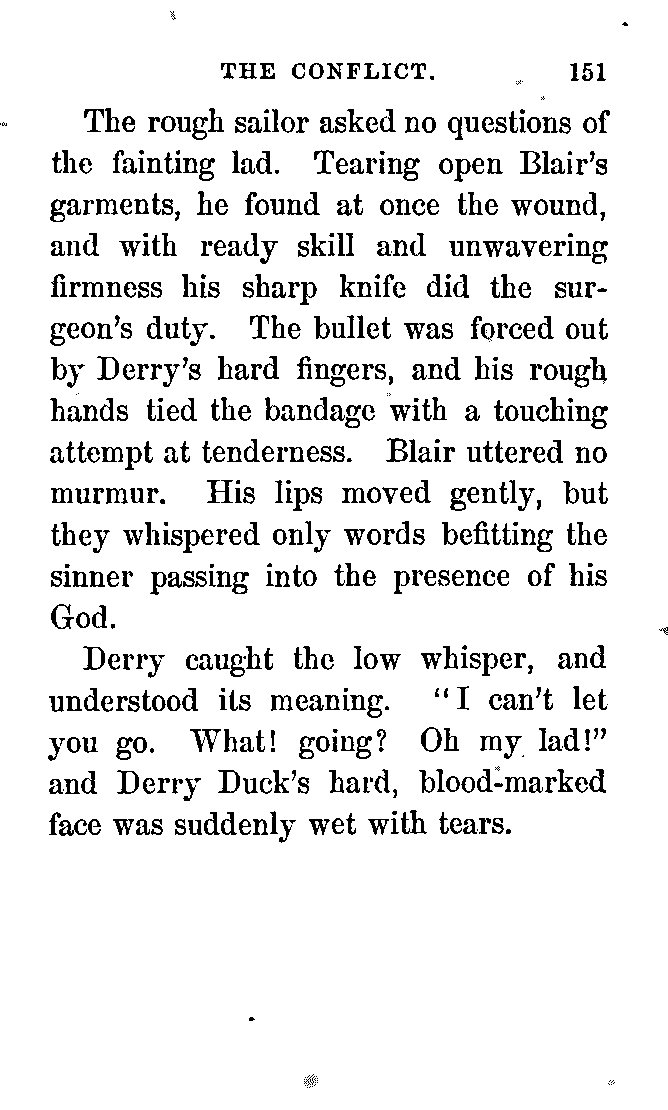 THE CONFLICT. 151
The rough sailor asked no questions of
the fainting lad. Tearing open Blair's
garments, he found at once the wound,
and with ready skill and unwavering
firmness his sharp knife did the sur-
geon's duty. The bullet was forced out
by Derry's hard fingers, and his rough
hands tied the bandage with a touching
attempt at tenderness. Blair uttered no
murmur. His lips moved gently, but
they whispered only words befitting the
sinner passing into the presence of his
God.
Derry caught the low whisper, and
understood its meaning. "I can't let
you go. What! going? Oh my lad!"
and Derry Duck's hard, blood-marked
face was suddenly wet with tears.